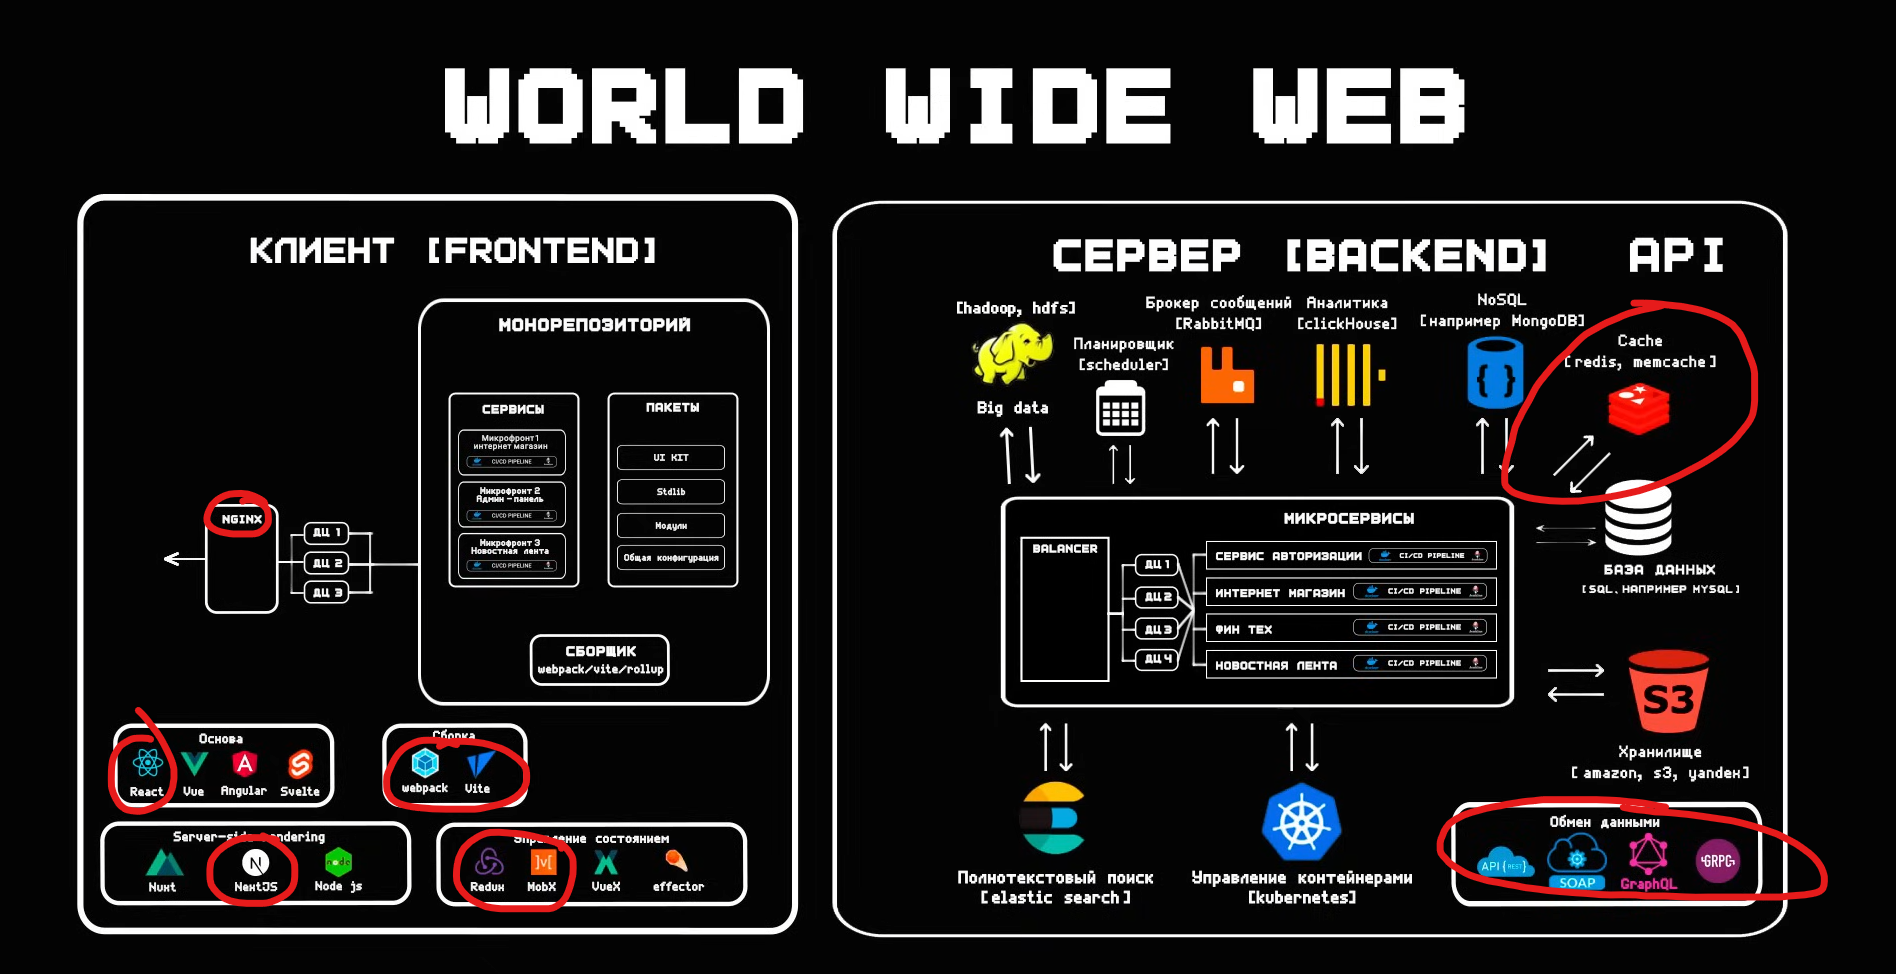 WORLD WIDE WEB
КЛИЕНТ [FRONTEND]
МОНОРЕПОЗИТОРИЙ
СЕРВИСЫ
Микрофронт1
интернет магазин
CI/CD PIPELINE
Микрофронт 2
Админ-панель
CI/CD PIPELINE
Микрофронт 3
Новостная лента
CI/CD PIPELINE
ПАКЕТЫ
UI KIT
Stdlib
Модули
Общая конфигурация
СБОРЩИК
webpack/vite/rollup
NGINX
ДЦ 1
ДЦ 2
ДЦ 3
Основа
React
Vue
Angular
Svelte
Сборка
webpack
Vite
Server-side rendering
Nuxt
NextJS
node
Node js
Управление состоянием
Redux
MobX
VueX
effector
СЕРВЕР [BACKEND] API
[hadoop, hdfs]
Big data
Планировщик
[scheduler]
Брокер сообщений
[RabbitMQ]
Аналитика
[clickHouse]
NoSQL
[например MongoDB]
Cache
[redis, memcache]
МИКРОСЕРВИСЫ
BALANCER
ДЦ 1
ДЦ 2
ДЦ 3
ДЦ 4
СЕРВИС АВТОРИЗАЦИИ
CI/CD PIPELINE
ИНТЕРНЕТ МАГАЗИН
CI/CD PIPELINE
ФИН ТЕХ
CI/CD PIPELINE
НОВОСТНАЯ ЛЕНТА
CI/CD PIPELINE
БАЗА ДАННЫХ
[SQL, НАПРИМЕР MYSQL]
S3
Хранилище
[amazon, s3, yandex]
Полнотекстовый поиск
[elastic search]
Управление контейнерами
[kubernetes]
Обмен данными
API {REST}
SOAP
GraphQL
GRPC